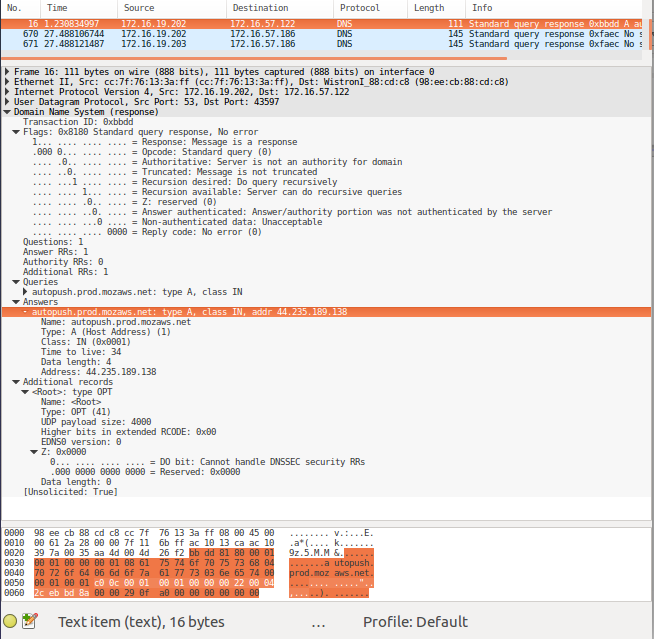 No. Time Source Destination Protocol Length Info
16 1.230834997 172.16.19.202 172.16.57.122 DNS 111 Standard query response 0xbbdd A au
670 27.488106744 172.16.19.202 172.16.57.186 DNS 145 Standard query response 0xfaec No s
671 27.488121487 172.16.19.203 172.16.57.186 DNS 145 Standard query response 0xfaec No s
Frame 16: 111 bytes on wire (888 bits), 111 bytes captured (888 bits) on interface 0
Ethernet II, Src: cc:7f:76:13:3a:ff (cc:7f:76:13:3a:ff), Dst: WistronI_88:cd:c8 (98:ee:cb:88:cd:c8)
Internet Protocol Version 4, Src: 172.16.19.202, Dst: 172.16.57.122
User Datagram Protocol, Src Port: 53, Dst Port: 43597
Domain Name System (response)
Transaction ID: 0xbbdd
Flags: 0x8180 Standard query response, No error
1... .... .... .... = Response: Message is a response
.000 0... .... .... = Opcode: Standard query (0)
.... .0.. .... .... = Authoritative: Server is not an authority for domain
.... ..0. .... .... = Truncated: Message is not truncated
.... ...1 .... .... = Recursion desired: Do query recursively
.... .... 1... .... = Recursion available: Server can do recursive queries
.... .... .0.. .... = Z: reserved (0)
.... .... ..0. .... = Answer authenticated: Answer/authority portion was not authenticated by the server
.... .... ...0 .... = Non-authenticated data: Unacceptable
.... .... .... 0000 = Reply code: No error (0)
Questions: 1
Answer RRs: 1
Authority RRs: 0
Additional RRs: 1
Queries
autopush.prod.mozaws.net: type A, class IN
Answers
autopush.prod.mozaws.net: type A, class IN, addr 44.235.189.138
Name: autopush.prod.mozaws.net
Type: A (Host Address) (1)
Class: IN (0x0001)
Time to live: 34
Data length: 4
Address: 44.235.189.138
Additional records
<Root>: type OPT
Name: <Root>
Type: OPT (41)
UDP payload size: 4000
Higher bits in extended RCODE: 0x00
EDNS0 version: 0
Z: 0x0000
0... .... .... .... = DO bit: Cannot handle DNSSEC security RRs
.000 0000 0000 0000 = Reserved: 0x0000
Data length: 0
[Unsolicited: True]
0000 98 ee cb 88 cd c8 cc 7f 76 13 3a ff 08 00 45 00 ........ v.:...E.
0010 00 61 2a 28 00 00 7f 11 6b ff ac 10 13 ca ac 10 .a*(.... k.......
0020 39 7a 00 35 aa 4d 00 4d 26 f2 bb dd 81 80 00 01 9z.5.M.M &.......
0030 00 01 00 00 00 01 08 61 75 74 6f 70 75 73 68 04 .......a utopush.
0040 70 72 6f 64 06 6d 6f 7a 61 77 73 03 6e 65 74 00 prod.moz aws.net.
0050 00 01 00 01 c0 0c 00 01 00 01 00 00 00 22 00 04 ........ ....."..
0060 2c eb bd 8a 00 00 29 0f a0 00 00 00 00 00 00 ,.....). .......
Text item (text), 16 bytes ... Profile: Default